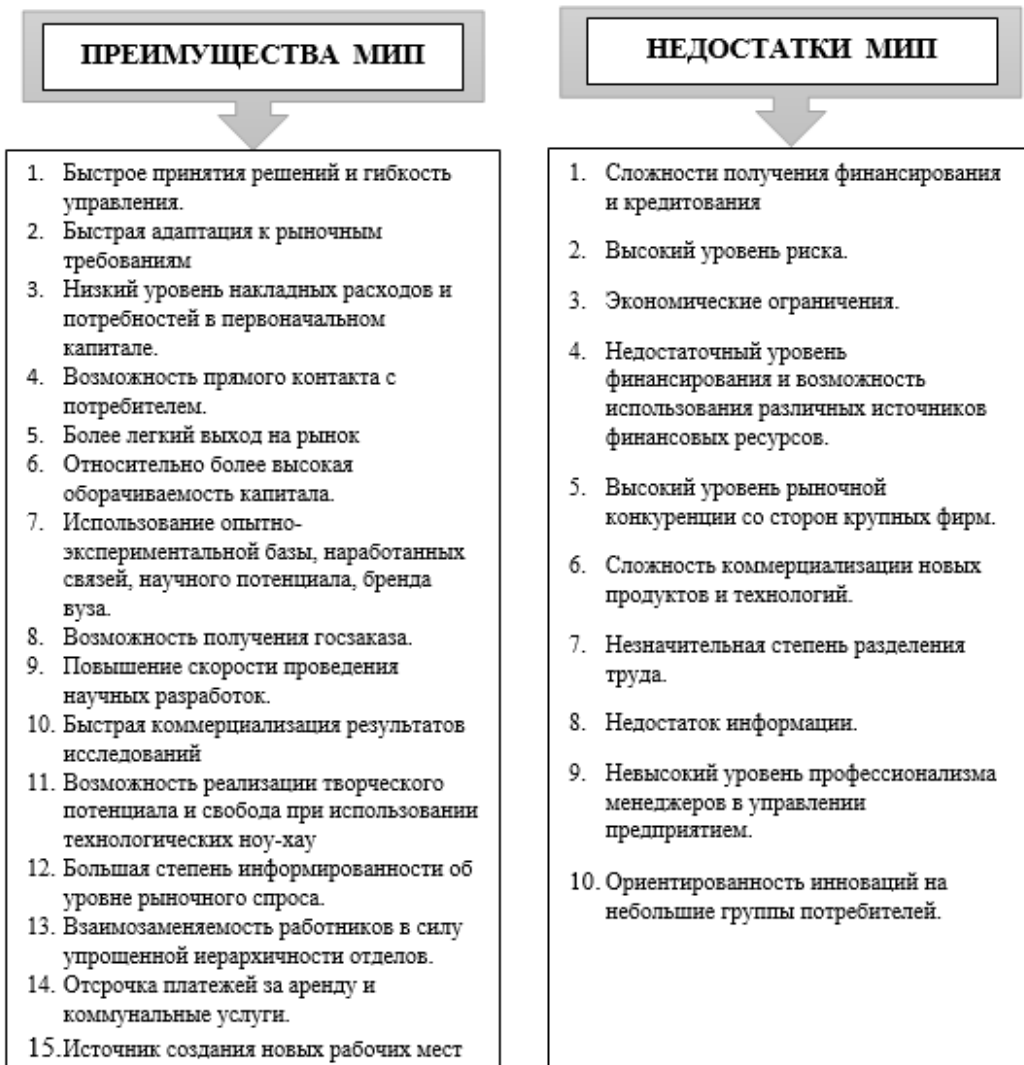 ПРЕИМУЩЕСТВА МИП
1. Быстрое принятия решений и гибкость
управления.
2. Быстрая адаптация к рыночным
требованиям
3. Низкий уровень накладных расходов и
потребностей в первоначальном
капитале.
4. Возможность прямого контакта с
потребителем.
5. Более легкий выход на рынок
6. Относительно более высокая
оборачиваемость капитала.
7. Использование опытно-
экспериментальной базы, наработанных
связей, научного потенциала, бренда
вуза.
8. Возможность получения госзаказа.
9. Повышение скорости проведения
научных разработок.
10. Быстрая коммерциализация результатов
исследований
11. Возможность реализации творческого
потенциала и свобода при использовании
технологических ноу-хау
12. Большая степень информированности об
уровне рыночного спроса.
13. Взаимозаменяемость работников в силу
упрощенной иерархичности отделов.
14. Отсрочка платежей за аренду и
коммунальные услуги.
15.Источник создания новых рабочих мест
НЕДОСТАТКИ МИП
1. Сложности получения финансирования
и кредитования
2. Высокий уровень риска.
3. Экономические ограничения.
4. Недостаточный уровень
финансирования и возможность
использования различных источников
финансовых ресурсов.
5. Высокий уровень рыночной
конкуренции со сторон крупных фирм.
6. Сложность коммерциализации новых
продуктов и технологий.
7. Незначительная степень разделения
труда.
8. Недостаток информации.
9. Невысокий уровень профессионализма
менеджеров в управлении
предприятием.
10. Ориентированность инноваций на
небольшие группы потребителей.